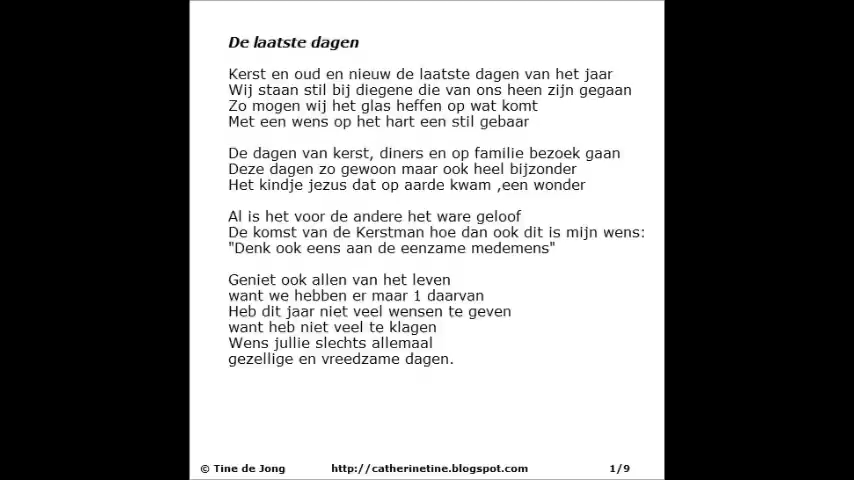 De laatste dagen
Kerst en oud en nieuw de laatste dagen van het jaar
Wij staan stil bij diegene die van ons heen zijn gegaan
Zo mogen wij het glas heffen op wat komt
Met een wens op het hart een stil gebaar
De dagen van kerst, diners en op familie bezoek gaan
Deze dagen zo gewoon maar ook heel bijzonder
Het kindje jezus dat op aarde kwam ,een wonder
Al is het voor de andere het ware geloof
De komst van de Kerstman hoe dan ook dit is mijn wens:
"Denk ook eens aan de eenzame medemens"
Geniet ook allen van het leven
want we hebben er maar 1 daarvan
Heb dit jaar niet veel wensen te geven
want heb niet veel te klagen
Wens jullie slechts allemaal
gezellige en vreedzame dagen.
© Tine de Jong http://catherinetine.blogspot.com 1/9